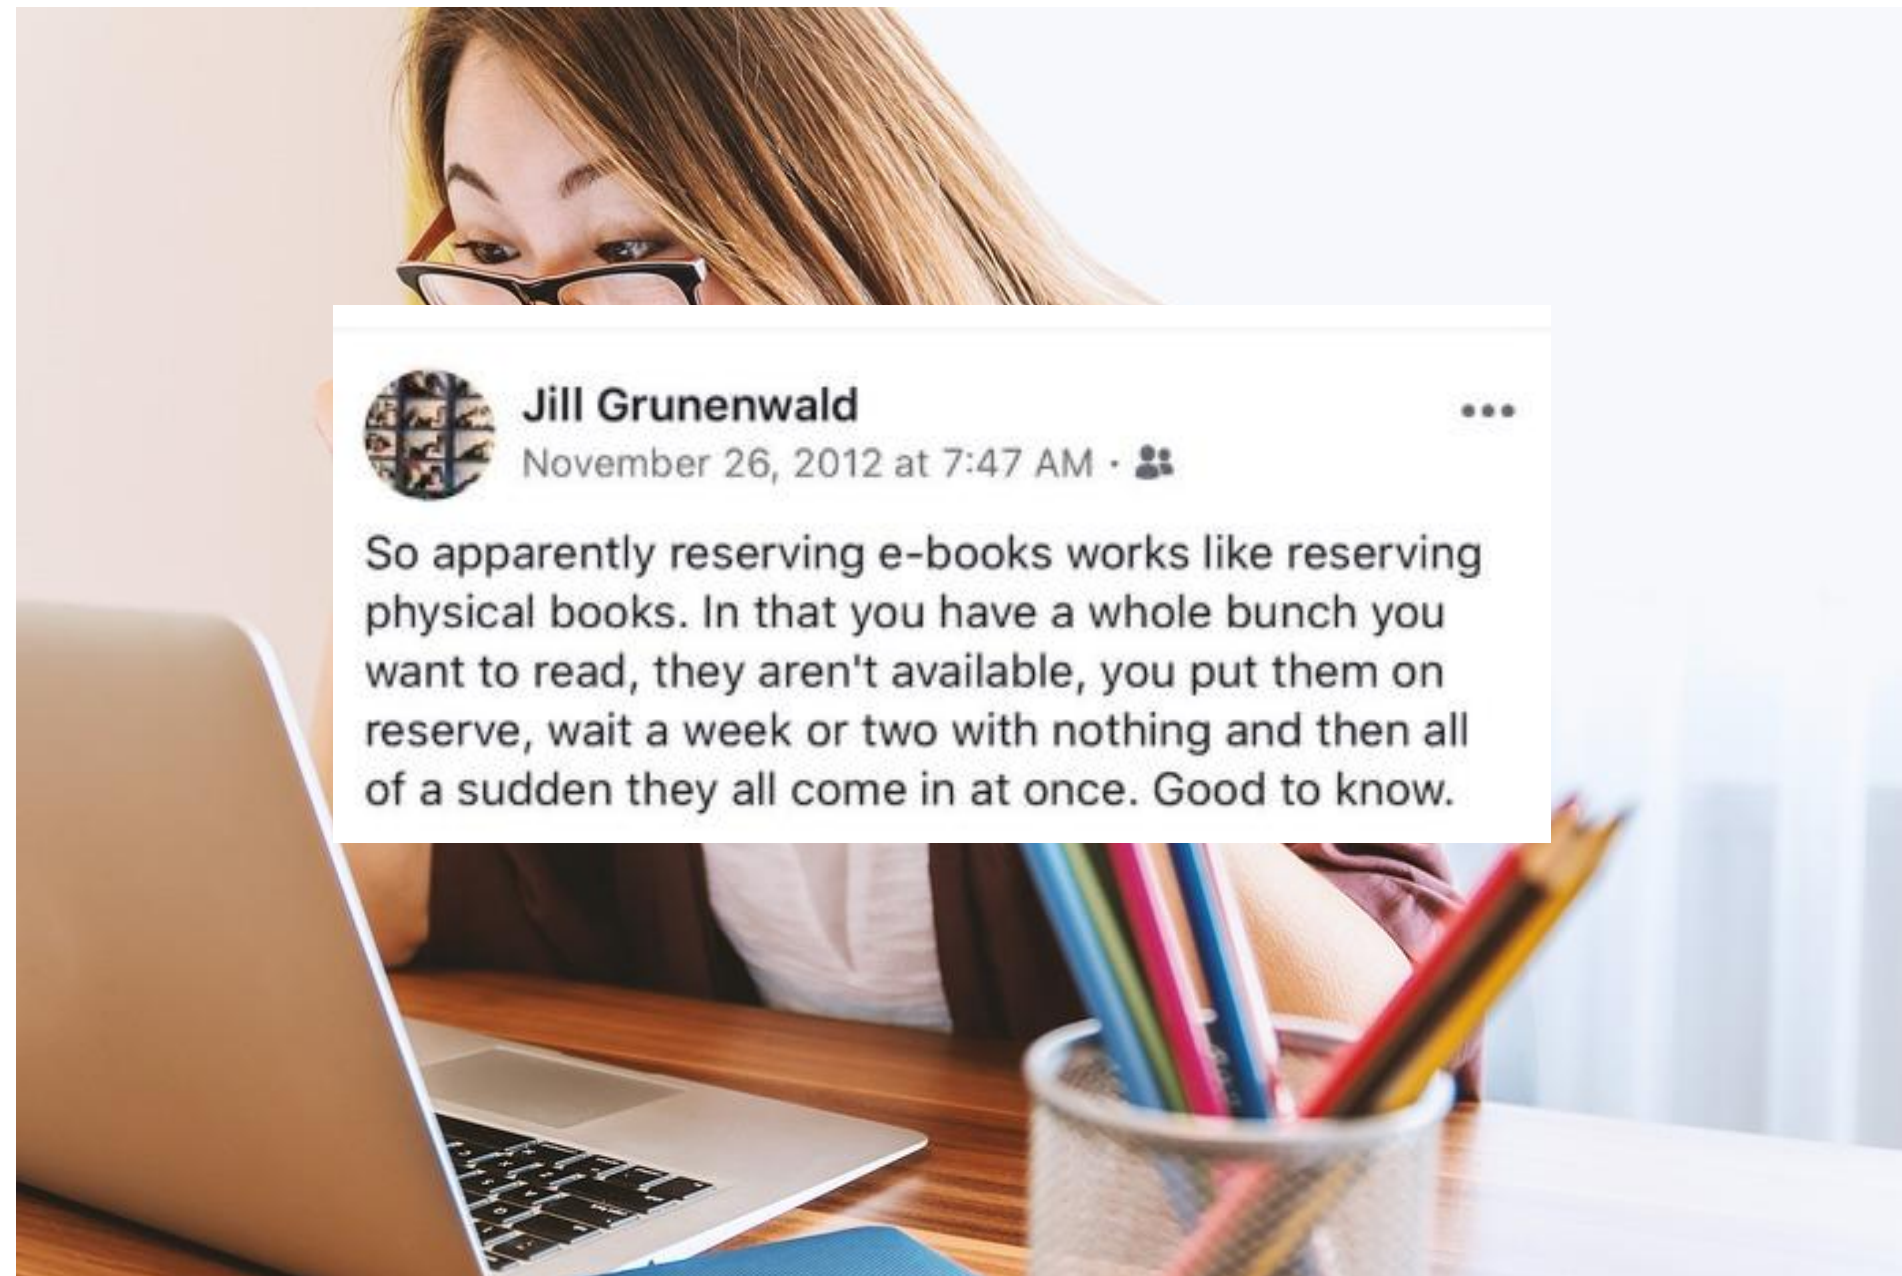 Jill Grunenwald
November 26, 2012 at 7:47 AM ·
So apparently reserving e-books works like reserving
physical books. In that you have a whole bunch you
want to read, they aren't available, you put them on
reserve, wait a week or two with nothing and then all
of a sudden they all come in at once. Good to know.